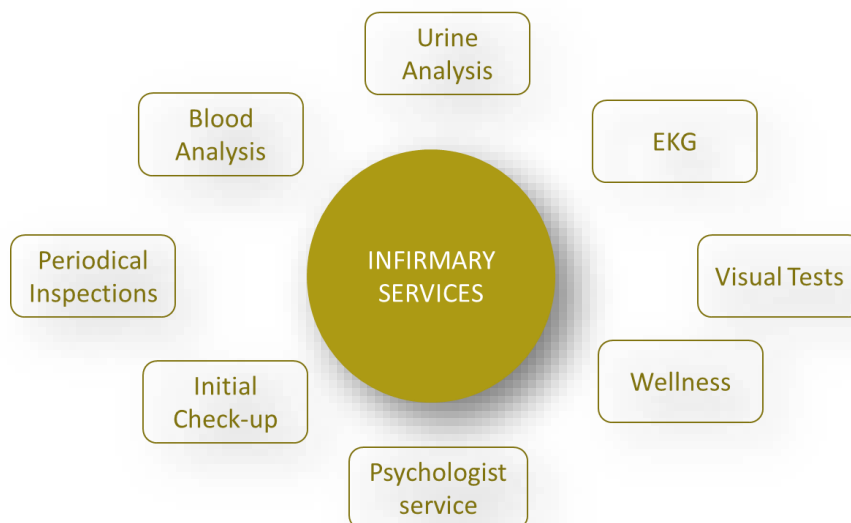 Urine
Analysis
Blood
Analysis
EKG
INFIRMARY
SERVICES
Periodical
Inspections
Visual Tests
Initial
Check-up
Wellness
Psychologist
service